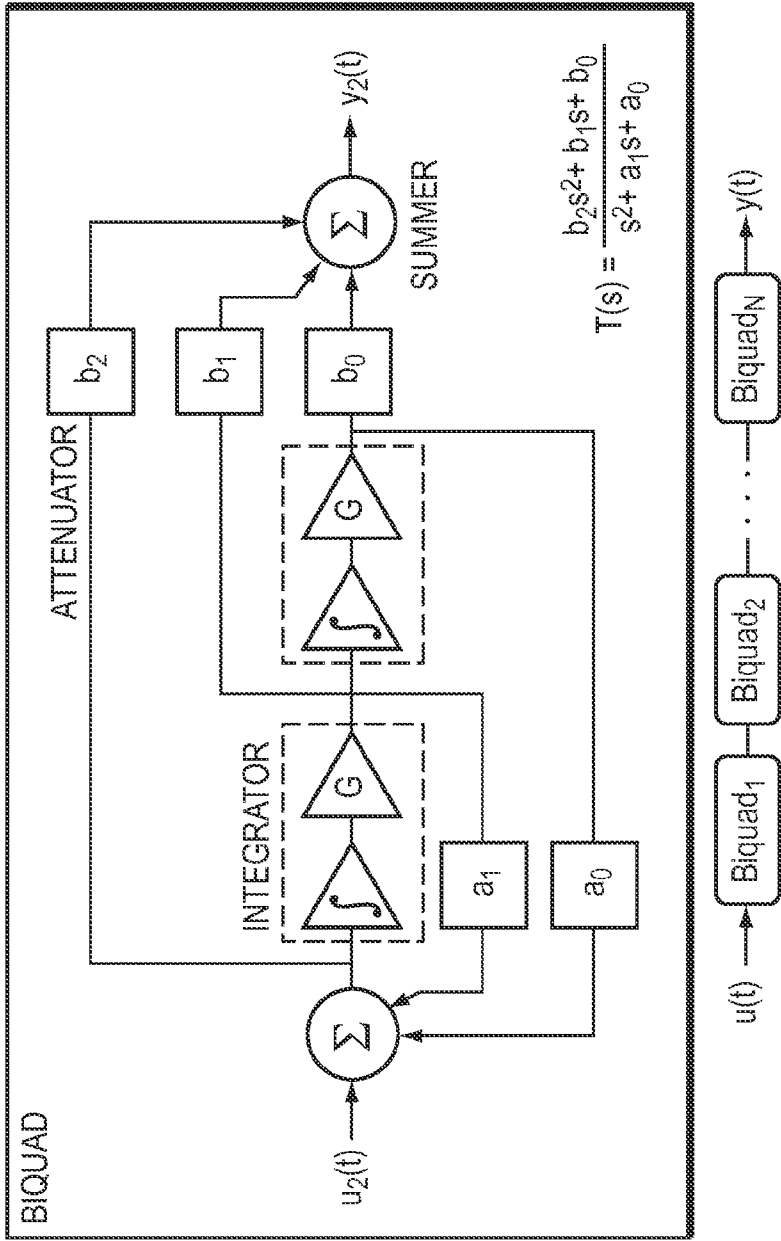 BIQUAD
ATTENUATOR
b₂
b₁
INTEGRATOR
u₂(t)
Σ
∫
G
∫
G
b₀
Σ
y₂(t)
SUMMER
a₁
a₀
T(s) = b₂s² + b₁s + b₀
s² + a₁s + a₀
u(t)
Biquad₁
Biquad₂
. . .
Biquad_N
y(t)